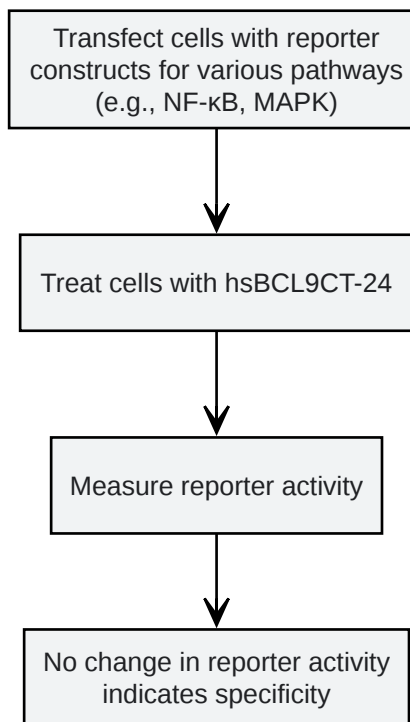 Transfect cells with reporter
constructs for various pathways
(e.g., NF-κB, MAPK)
Treat cells with hsBCL9CT-24
Measure reporter activity
No change in reporter activity
indicates specificity